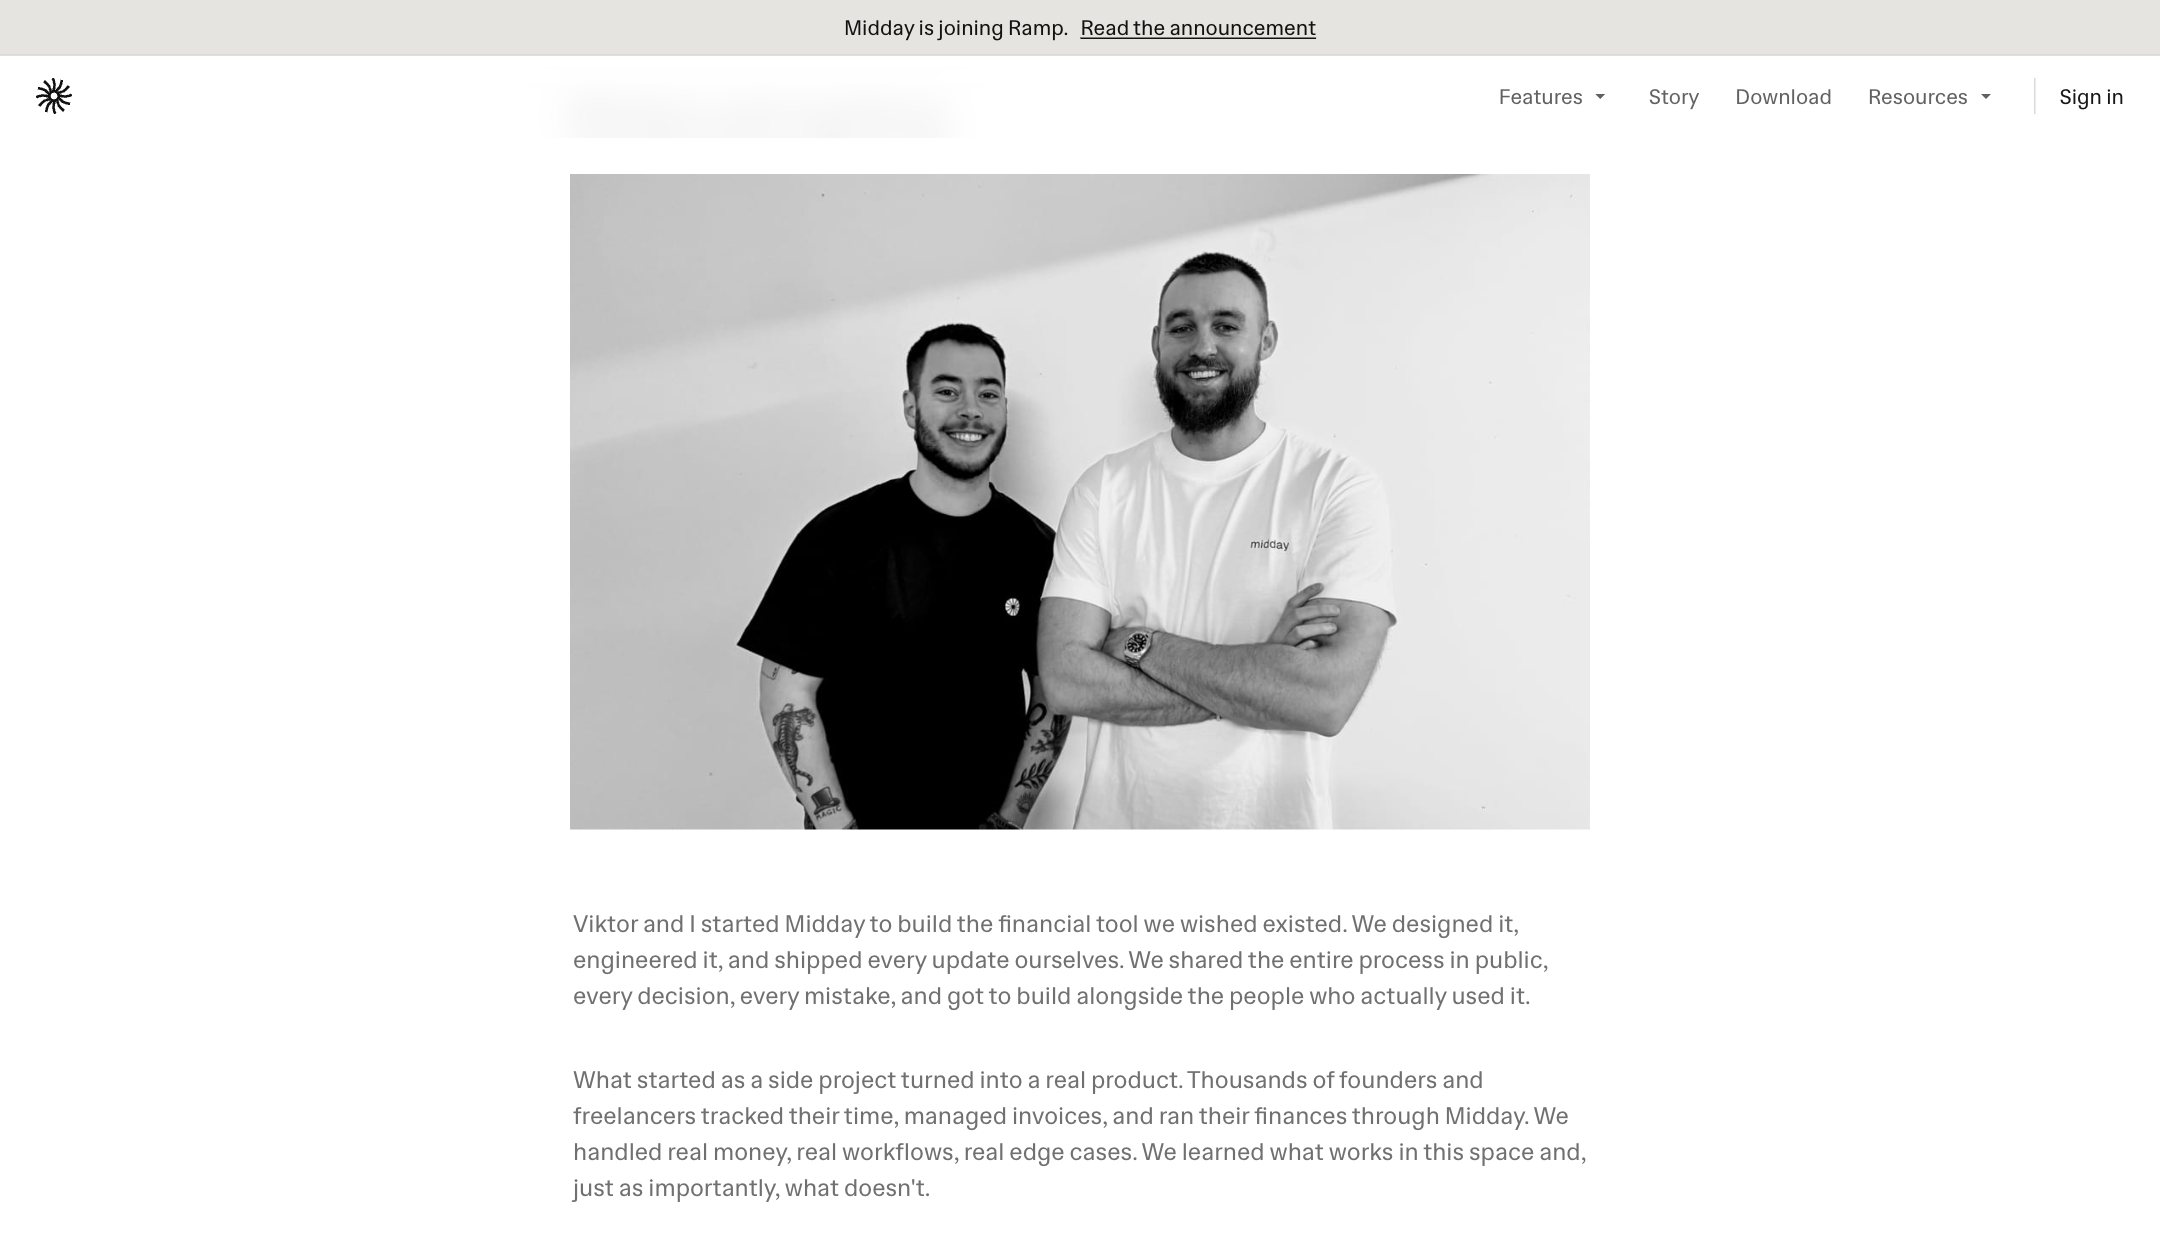 Midday is joining Ramp. Read the announcement
Features
Story
Download
Resources
Sign in
midday
MAGIC
Viktor and I started Midday to build the financial tool we wished existed. We designed it,
engineered it, and shipped every update ourselves. We shared the entire process in public,
every decision, every mistake, and got to build alongside the people who actually used it.
What started as a side project turned into a real product. Thousands of founders and
freelancers tracked their time, managed invoices, and ran their finances through Midday. We
handled real money, real workflows, real edge cases. We learned what works in this space and,
just as importantly, what doesn't.